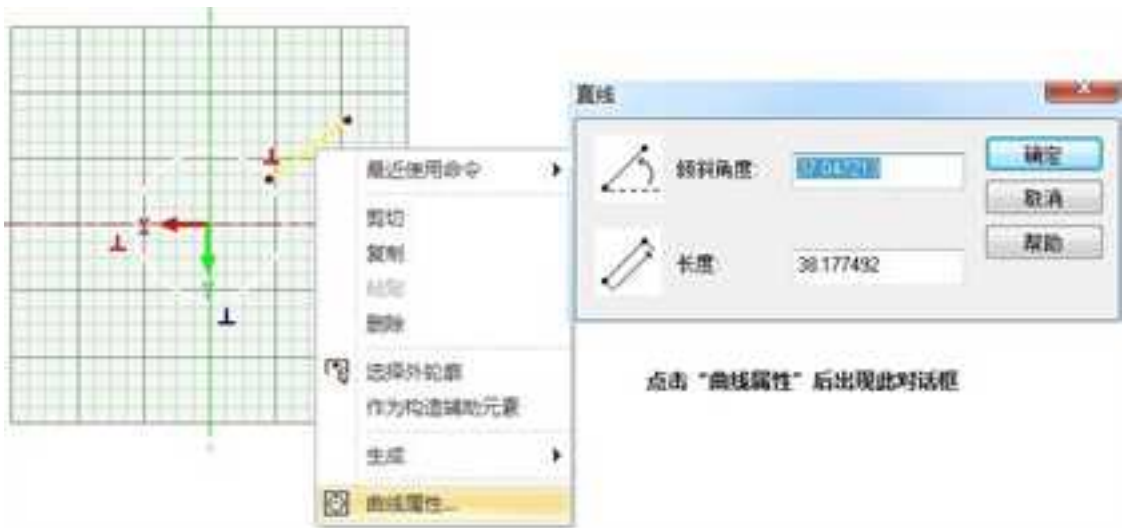 最近使用命令
剪切
复制
粘贴
删除
选择外轮廓
作为构造辅助元素
生成
曲线属性...
直线
倾斜角度:
确定
取消
长度:
38.177492
帮助
点击“曲线属性”后出现此对话框